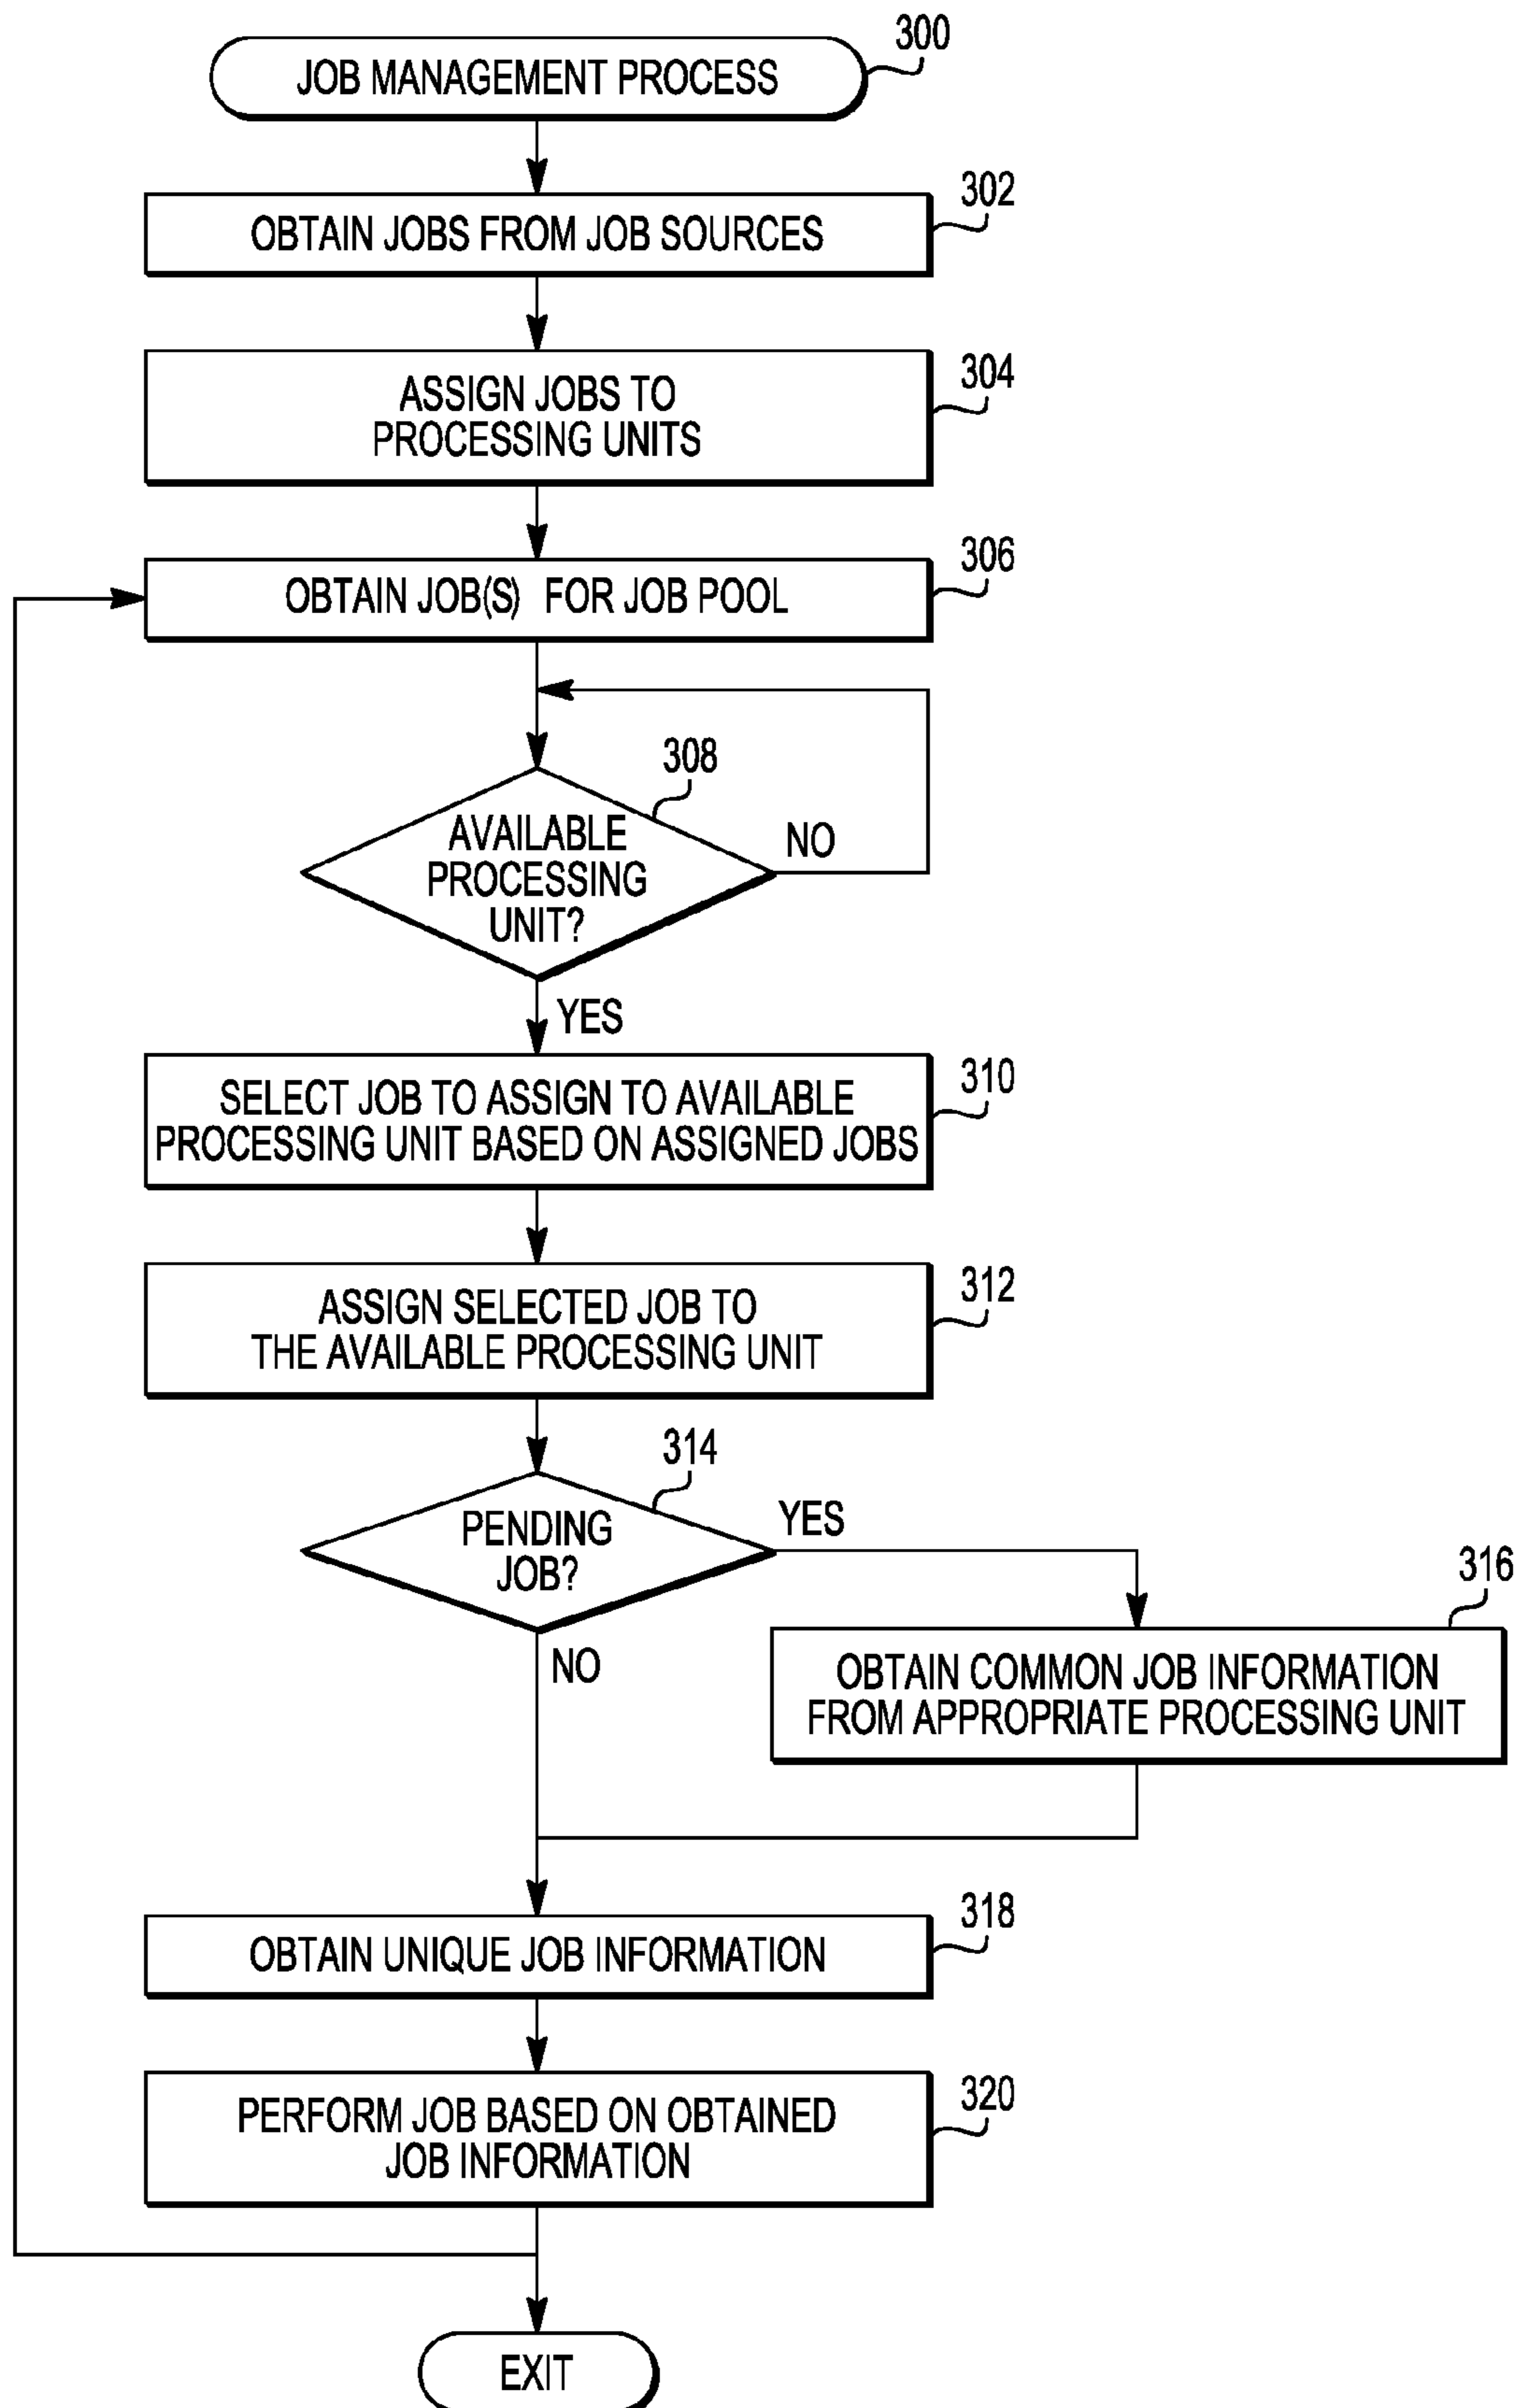 300
JOB MANAGEMENT PROCESS
302
OBTAIN JOBS FROM JOB SOURCES
304
ASSIGN JOBS TO
PROCESSING UNITS
306
OBTAIN JOB(S) FOR JOB POOL
308
AVAILABLE
PROCESSING
UNIT?
NO
YES
310
SELECT JOB TO ASSIGN TO AVAILABLE
PROCESSING UNIT BASED ON ASSIGNED JOBS
312
ASSIGN SELECTED JOB TO
THE AVAILABLE PROCESSING UNIT
314
PENDING
JOB?
YES
NO
316
OBTAIN COMMON JOB INFORMATION
FROM APPROPRIATE PROCESSING UNIT
318
OBTAIN UNIQUE JOB INFORMATION
320
PERFORM JOB BASED ON OBTAINED
JOB INFORMATION
EXIT